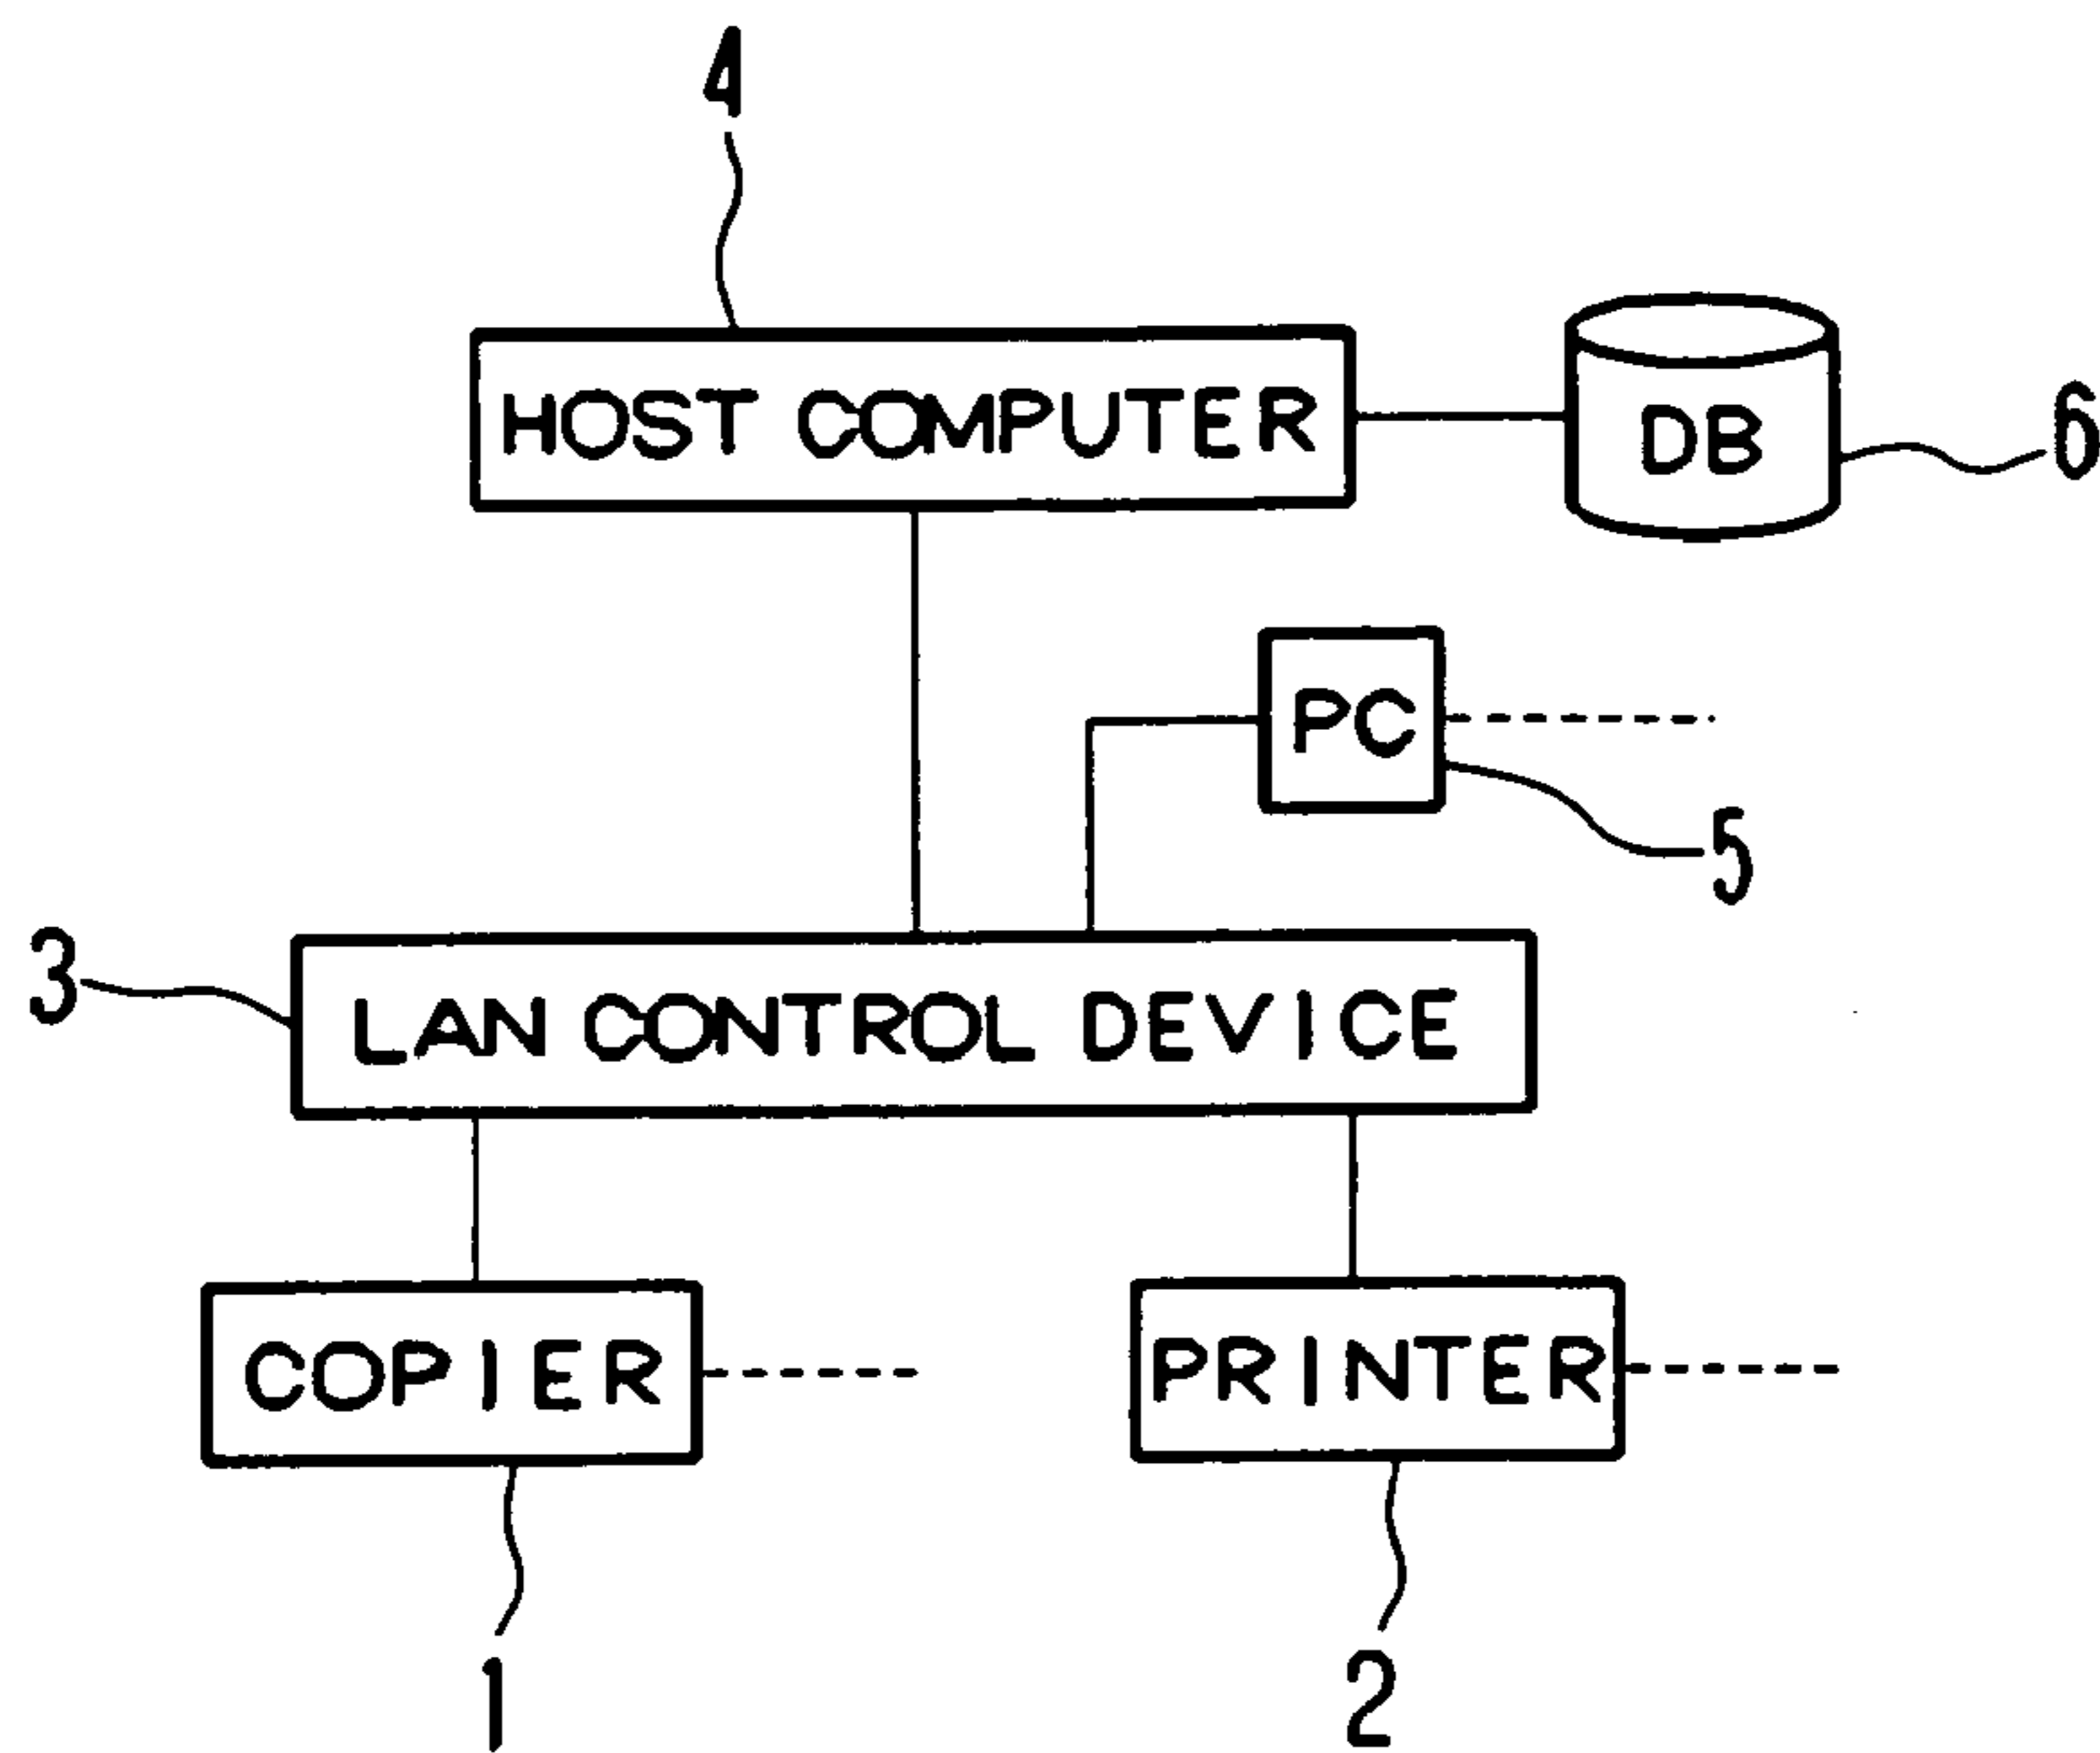 4
HOST COMPUTER
DB
6
PC
5
3
LAN CONTROL DEVICE
COPIER
PRINTER
1
2